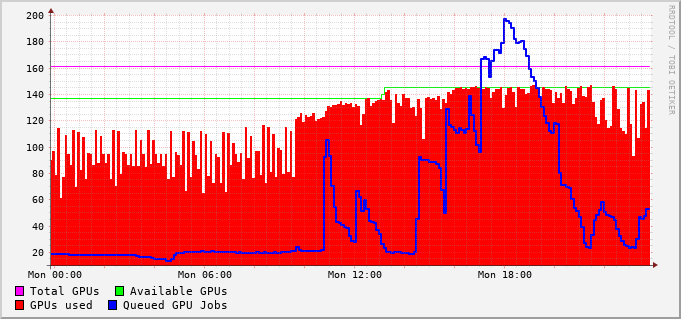 200
180
160
140
120
100
80
60
40
20
Mon 00:00 Mon 06:00 Mon 12:00 Mon 18:00
Total GPUs Available GPUs
GPUs used Queued GPU Jobs
RRDTOOL / TOBI OETIKER